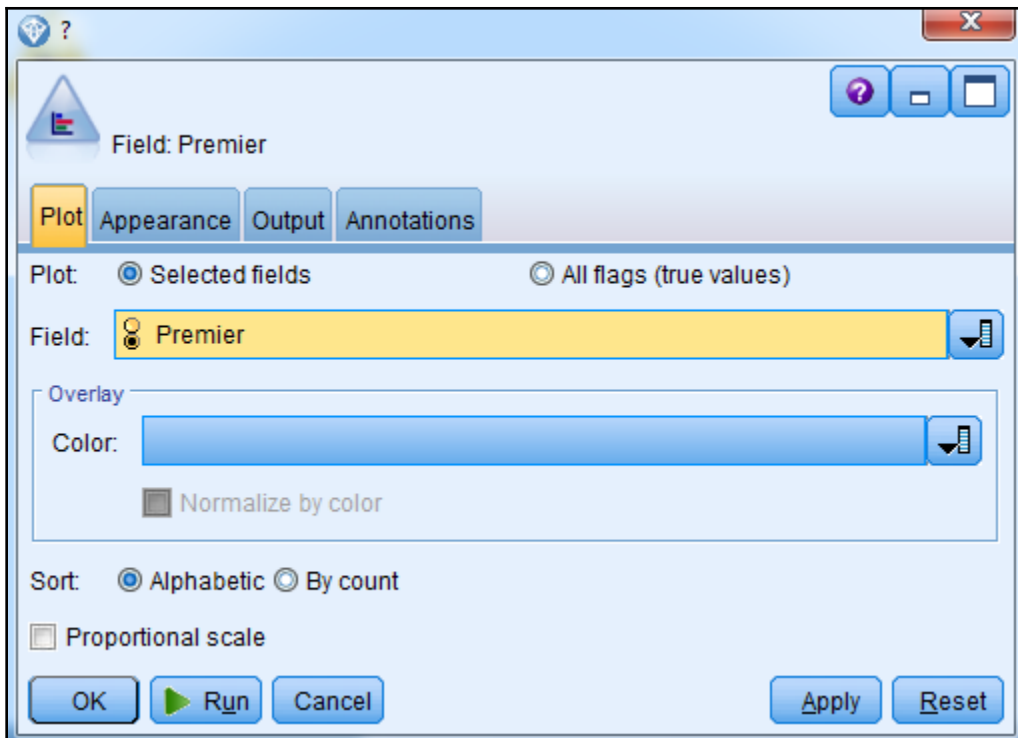 ?
Field: Premier
Plot Appearance Output Annotations
Plot: Selected fields All flags (true values)
Field: Premier
Overlay
Color:
Normalize by color
Sort: Alphabetic By count
Proportional scale
OK Run Cancel Apply Reset